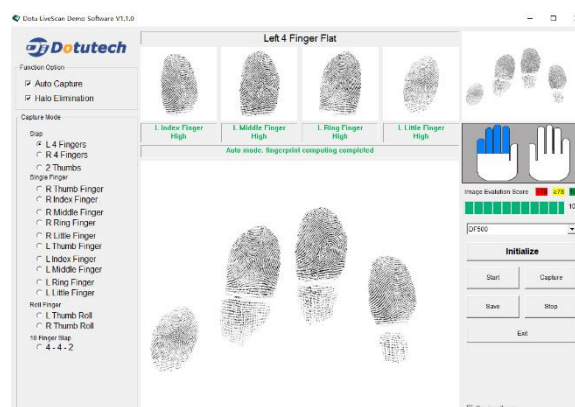 Dotu LiveScan Demo Software V1.1.0
Dotutech
Function Option
Auto Capture
Halo Elimination
Capture Mode
Slap
L 4 Fingers
R 4 Fingers
2 Thumbs
Single Finger
R Thumb Finger
R Index Finger
R Middle Finger
R Ring Finger
R Little Finger
L Thumb Finger
L Index Finger
L Middle Finger
L Ring Finger
L Little Finger
Roll Finger
L Thumb Roll
R Thumb Roll
10 Finger Slap
4 - 4 - 2
Left 4 Finger Flat
L Index Finger
High
L Middle Finger
High
L Ring Finger
High
L Little Finger
High
Auto mode, fingerprint computing completed
Image Evalution Score
≥75
10
DF500
Initialize
Start
Capture
Save
Stop
Exit